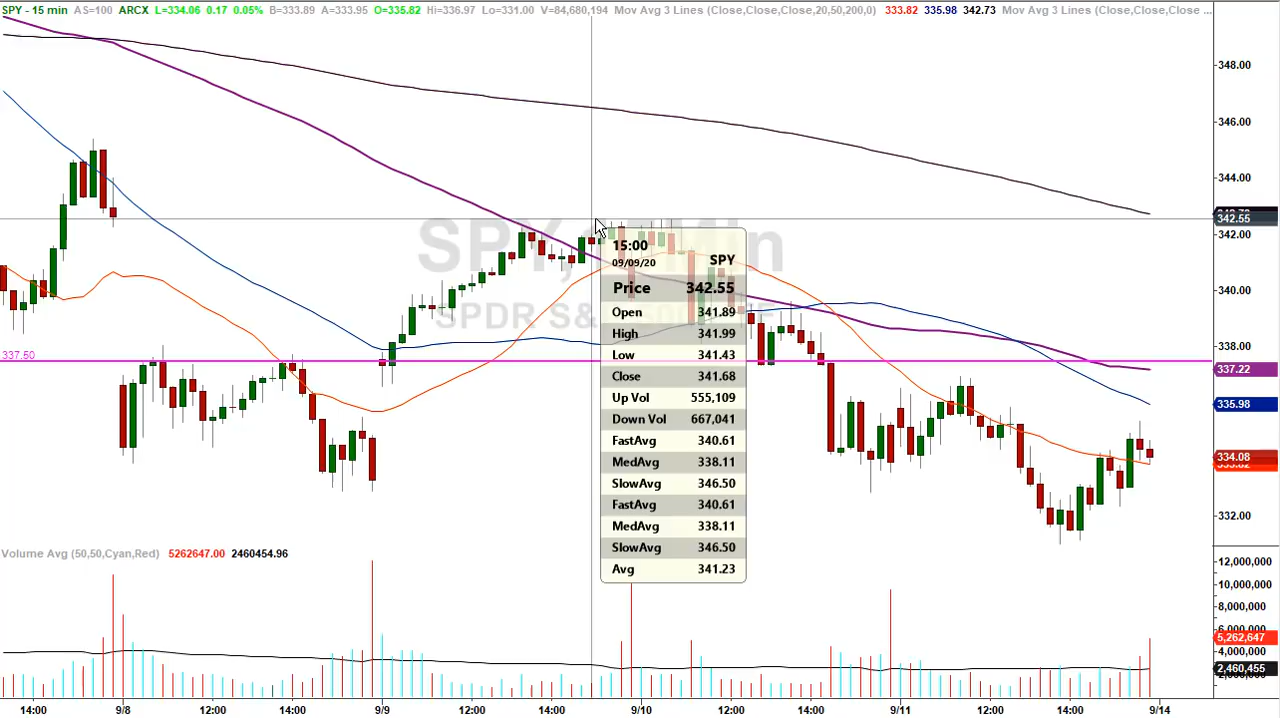 SPY - 15 min AS=100 ARCX L=334.06 0.17 0.05% B=333.89 A=333.95 O=335.82 Hi=336.97 Lo=331.00 V=84,680,194 Mov Avg 3 Lines (Close,Close,Close,20,50,200,0) 333.82 335.98 342.73 Mov Avg 3 Lines (Close,Close,Close ...
348.00
346.00
344.00
342.55
342.00
340.00
338.00
337.50
337.22
335.98
334.08
333.82
332.00
SPDR S&
15:00
09/09/20 SPY
Price 342.55
Open 341.89
High 341.99
Low 341.43
Close 341.68
Up Vol 555,109
Down Vol 667,041
FastAvg 340.61
MedAvg 338.11
SlowAvg 346.50
FastAvg 340.61
MedAvg 338.11
SlowAvg 346.50
Avg 341.23
Volume Avg (50,50,Cyan,Red) 5262647.00 2460454.96
12,000,000
10,000,000
8,000,000
6,000,000
5,262,647
4,000,000
2,460,455
2,000,000
14:00 9/8 12:00 14:00 9/9 12:00 14:00 9/10 12:00 14:00 9/11 12:00 14:00 9/14